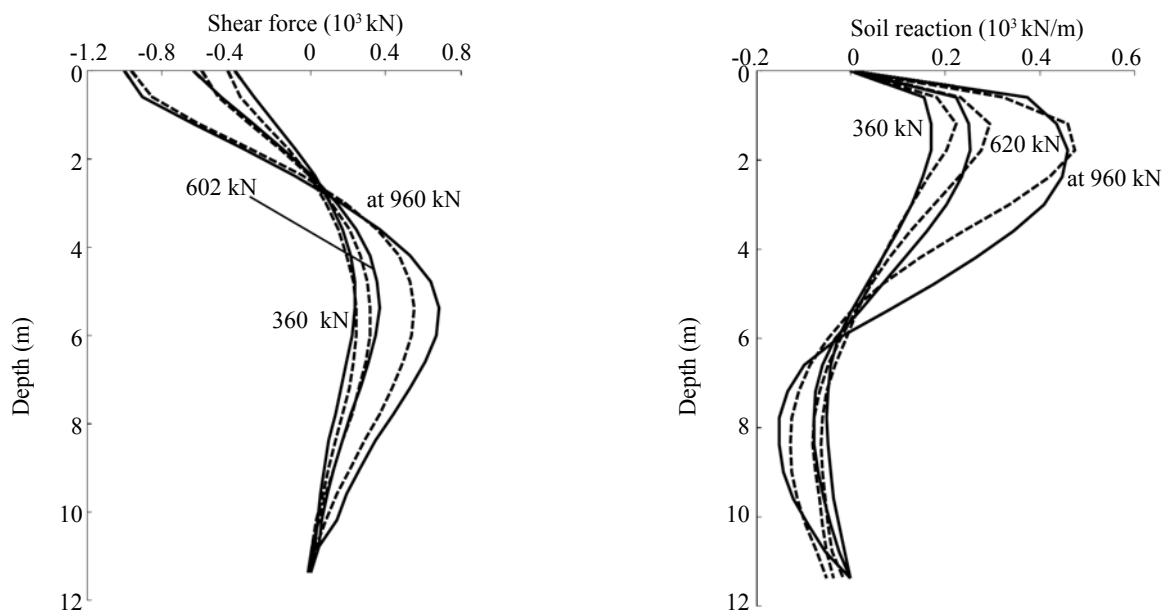 Shear force (10³ kN)
-1.2 -0.8 -0.4 0 0.4 0.8
0
2
4
6
8
10
12
Depth (m)
602 kN
at 960 kN
360 kN
Soil reaction (10³ kN/m)
-0.2 0 0.2 0.4 0.6
0
2
4
6
8
10
12
Depth (m)
360 kN
620 kN
at 960 kN